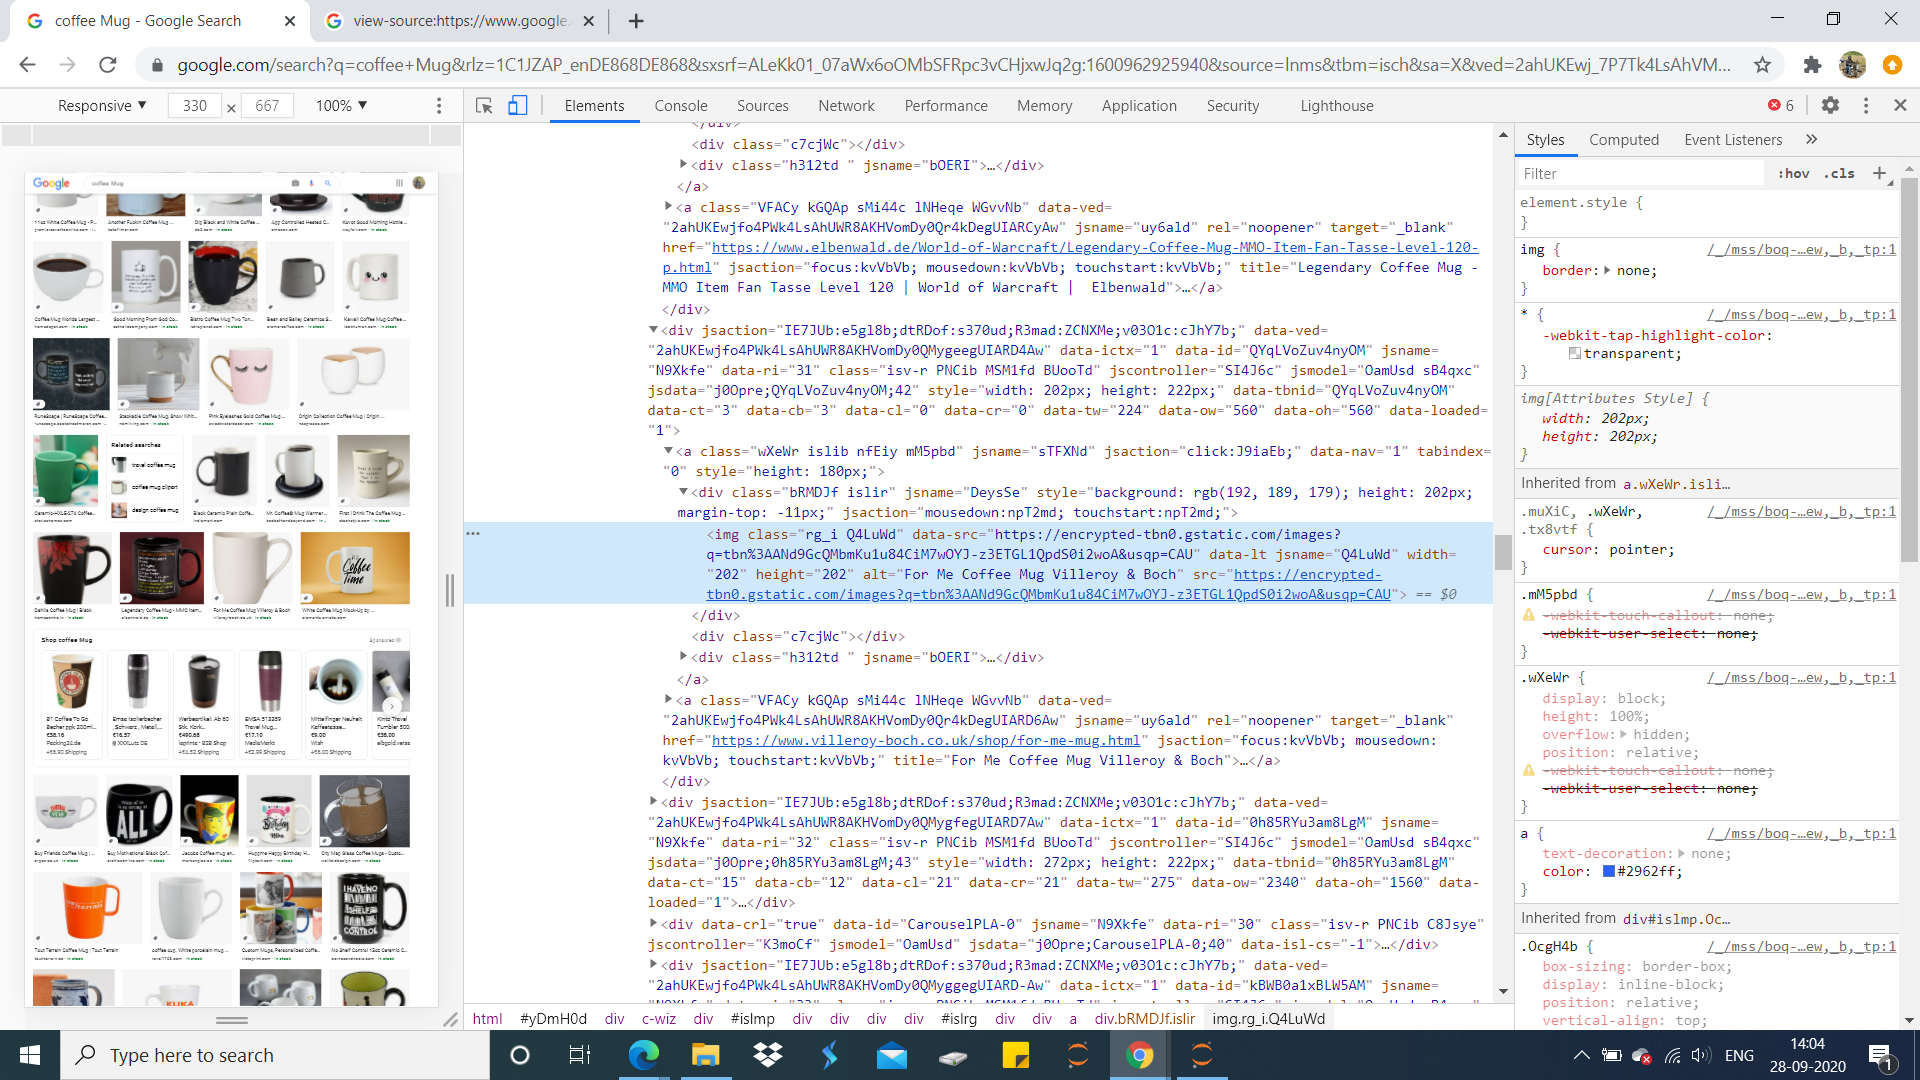 coffee Mug - Google Search
view-source:https://www.google.
google.com/search?q=coffee+Mug&rlz=1C1JZAP_enDE868DE868&sxsrf=ALeKk01_07aWx6oOMbSFRpc3vCHjxwJq2g:1600962925940&source=lnms&tbm=isch&sa=X&ved=2ahUKEwj_7P7Tk4LsAhVM...
Responsive 330 x 667 100%
Elements Console Sources Network Performance Memory Application Security Lighthouse 6
Google coffee Mug
Related searches
travel coffee mug
coffee mug clipart
design coffee mug
For Me Coffee Mug Villeroy & Boch
Shop coffee Mug
Sponsored
</div>
<div class="c7cjWc"></div>
<div class="h312td " jsname="bOERI">…</div>
</a>
<a class="VFACy kGQAp sMi44c lNHeqe WGvvNb" data-ved=
"2ahUKEwjfo4PWk4LsAhUWR8AKHVomDy0Qr4kDegUIARCyAw" jsname="uy6ald" rel="noopener" target="_blank"
href="https://www.elbenwald.de/World-of-Warcraft/Legendary-Coffee-Mug-MMO-Item-Fan-Tasse-Level-120-
p.html" jsaction="focus:kvVbVb; mousedown:kvVbVb; touchstart:kvVbVb;" title="Legendary Coffee Mug -
MMO Item Fan Tasse Level 120 | World of Warcraft |  Elbenwald">…</a>
</div>
<div jsaction="IE7JUb:e5gl8b;dtRDof:s370ud;R3mad:ZCNXMe;v03O1c:cJhY7b;" data-ved=
"2ahUKEwjfo4PWk4LsAhUWR8AKHVomDy0QMygeegUIARD4Aw" data-ictx="1" data-id="QYqLVoZuv4nyOM" jsname=
"N9Xkfe" data-ri="31" class="isv-r PNCib MSM1fd BUooTd" jscontroller="SI4J6c" jsmodel="OamUsd sB4qxc"
jsdata="j0Opre;QYqLVoZuv4nyOM;42" style="width: 202px; height: 222px;" data-tbnid="QYqLVoZuv4nyOM"
data-ct="3" data-cb="3" data-cl="0" data-cr="0" data-tw="224" data-ow="560" data-oh="560" data-loaded=
"1">
<a class="wXeWr islib nfEiy mM5pbd" jsname="sTFXNd" jsaction="click:J9iaEb;" data-nav="1" tabindex=
"0" style="height: 180px;">
<div class="bRMDJf islir" jsname="DeysSe" style="background: rgb(192, 189, 179); height: 202px;
margin-top: -11px;" jsaction="mousedown:npT2md; touchstart:npT2md;">
<img class="rg_i Q4LuWd" data-src="https://encrypted-tbn0.gstatic.com/images?
q=tbn%3AANd9GcQMbmKu1u84CiM7wOYJ-z3ETGL1QpdS0i2woA&usqp=CAU" data-lt jsname="Q4LuWd" width=
"202" height="202" alt="For Me Coffee Mug Villeroy & Boch" src="https://encrypted-
tbn0.gstatic.com/images?q=tbn%3AANd9GcQMbmKu1u84CiM7wOYJ-z3ETGL1QpdS0i2woA&usqp=CAU"> == $0
</div>
<div class="c7cjWc"></div>
<div class="h312td " jsname="bOERI">…</div>
</a>
<a class="VFACy kGQAp sMi44c lNHeqe WGvvNb" data-ved=
"2ahUKEwjfo4PWk4LsAhUWR8AKHVomDy0Qr4kDegUIARD6Aw" jsname="uy6ald" rel="noopener" target="_blank"
href="https://www.villeroy-boch.co.uk/shop/for-me-mug.html" jsaction="focus:kvVbVb; mousedown:
kvVbVb; touchstart:kvVbVb;" title="For Me Coffee Mug Villeroy & Boch">…</a>
</div>
<div jsaction="IE7JUb:e5gl8b;dtRDof:s370ud;R3mad:ZCNXMe;v03O1c:cJhY7b;" data-ved=
"2ahUKEwjfo4PWk4LsAhUWR8AKHVomDy0QMygfegUIARD7Aw" data-ictx="1" data-id="0h85RYu3am8LgM" jsname=
"N9Xkfe" data-ri="32" class="isv-r PNCib MSM1fd BUooTd" jscontroller="SI4J6c" jsmodel="OamUsd sB4qxc"
jsdata="j0Opre;0h85RYu3am8LgM;43" style="width: 272px; height: 222px;" data-tbnid="0h85RYu3am8LgM"
data-ct="15" data-cb="12" data-cl="21" data-cr="21" data-tw="275" data-ow="2340" data-oh="1560" data-
loaded="1">…</div>
<div data-crl="true" data-id="CarouselPLA-0" jsname="N9Xkfe" data-ri="30" class="isv-r PNCib C8Jsye"
jscontroller="K3moCf" jsmodel="OamUsd" jsdata="j0Opre;CarouselPLA-0;40" data-isl-cs="-1">…</div>
<div jsaction="IE7JUb:e5gl8b;dtRDof:s370ud;R3mad:ZCNXMe;v03O1c:cJhY7b;" data-ved=
"2ahUKEwjfo4PWk4LsAhUWR8AKHVomDy0QMyggegUIARD-Aw" data-ictx="1" data-id="kBWB0a1xBLW5AM" jsname=
html #yDmH0d div c-wiz div #islmp div div div div #islrg div div a div.bRMDJf.islir img.rg_i.Q4LuWd
Styles Computed Event Listeners
Filter :hov .cls +
element.style {
}
img { /_/mss/boq-…ew,_b,_tp:1
border: none;
}
* { /_/mss/boq-…ew,_b,_tp:1
-webkit-tap-highlight-color:
transparent;
}
img[Attributes Style] {
width: 202px;
height: 202px;
}
Inherited from a.wXeWr.isli…
.muXiC, .wXeWr, /_/mss/boq-…ew,_b,_tp:1
.tx8vtf {
cursor: pointer;
}
.mM5pbd { /_/mss/boq-…ew,_b,_tp:1
-webkit-touch-callout: none;
-webkit-user-select: none;
}
.wXeWr { /_/mss/boq-…ew,_b,_tp:1
display: block;
height: 100%;
overflow: hidden;
position: relative;
-webkit-touch-callout: none;
-webkit-user-select: none;
}
a { /_/mss/boq-…ew,_b,_tp:1
text-decoration: none;
color: #2962ff;
}
Inherited from div#islmp.Oc…
.OcgH4b { /_/mss/boq-…ew,_b,_tp:1
box-sizing: border-box;
display: inline-block;
position: relative;
vertical-align: top;
Type here to search
ENG
14:04
28-09-2020
1